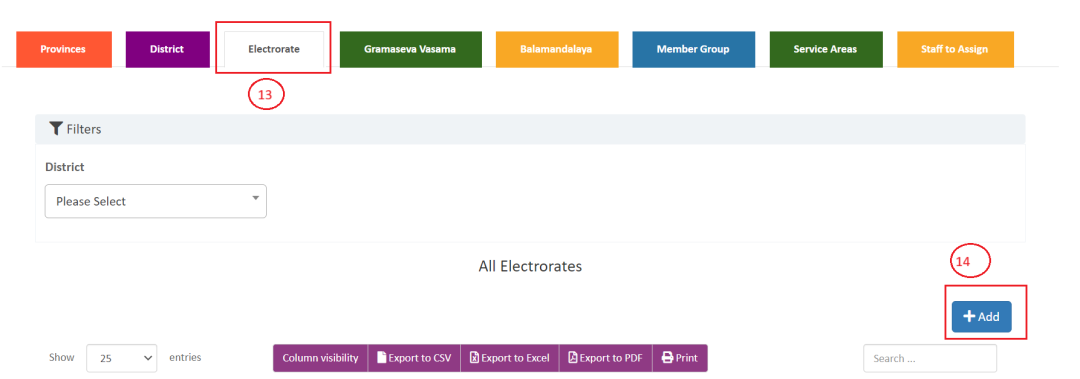 Provinces District Electrorate Gramaseva Vasama Balamandalaya Member Group Service Areas Staff to Assign
13
Filters
District
Please Select
All Electrorates
14
Add
Show 25 entries Column visibility Export to CSV Export to Excel Export to PDF Print Search ...